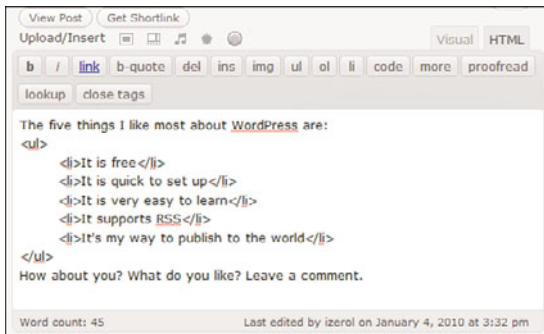 View Post Get Shortlink
Upload/Insert Visual HTML
b i link b-quote del ins img ul ol li code more proofread
lookup close tags
The five things I like most about WordPress are:
<ul>
<li>It is free</li>
<li>It is quick to set up</li>
<li>It is very easy to learn</li>
<li>It supports RSS</li>
<li>It's my way to publish to the world</li>
</ul>
How about you? What do you like? Leave a comment.
Word count: 45 Last edited by izerol on January 4, 2010 at 3:32 pm